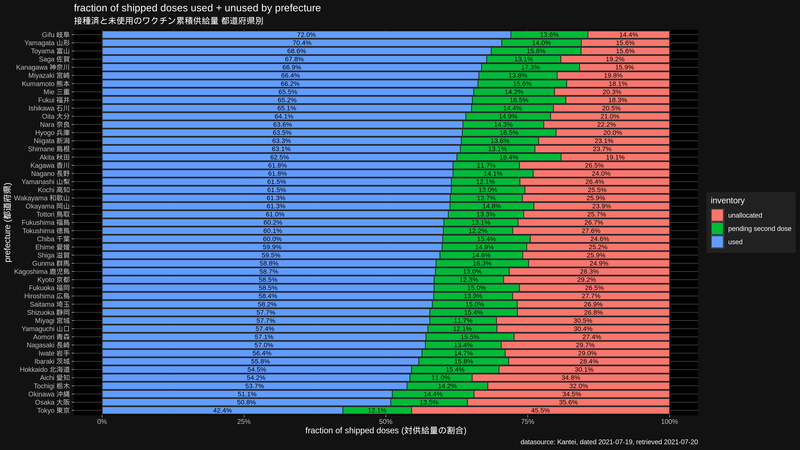 fraction of shipped doses used + unused by prefecture
接種済と未使用のワクチン累積供給量 都道府県別
prefecture (都道府県)
Gifu 岐阜 72.0% 13.6% 14.4%
Yamagata 山形 70.4% 14.0% 15.6%
Toyama 富山 68.6% 15.8% 15.6%
Saga 佐賀 67.8% 13.1% 19.2%
Kanagawa 神奈川 66.9% 17.3% 15.9%
Miyazaki 宮崎 66.4% 13.8% 19.8%
Kumamoto 熊本 66.2% 15.6% 18.1%
Mie 三重 65.5% 14.2% 20.3%
Fukui 福井 65.2% 16.5% 18.3%
Ishikawa 石川 65.1% 14.4% 20.5%
Oita 大分 64.1% 14.9% 21.0%
Nara 奈良 63.6% 14.3% 22.2%
Hyogo 兵庫 63.5% 16.5% 20.0%
Niigata 新潟 63.3% 13.6% 23.1%
Shimane 島根 63.1% 13.1% 23.7%
Akita 秋田 62.5% 18.4% 19.1%
Kagawa 香川 61.8% 11.7% 26.5%
Nagano 長野 61.8% 14.1% 24.0%
Yamanashi 山梨 61.5% 12.1% 26.4%
Kochi 高知 61.5% 13.0% 25.5%
Wakayama 和歌山 61.3% 12.7% 25.9%
Okayama 岡山 61.3% 14.8% 23.9%
Tottori 鳥取 61.0% 13.3% 25.7%
Fukushima 福島 60.2% 13.1% 26.7%
Tokushima 徳島 60.1% 12.2% 27.6%
Chiba 千葉 60.0% 15.4% 24.6%
Ehime 愛媛 59.9% 14.9% 25.2%
Shiga 滋賀 59.5% 14.6% 25.9%
Gunma 群馬 58.8% 16.3% 24.9%
Kagoshima 鹿児島 58.7% 13.0% 28.3%
Kyoto 京都 58.5% 12.3% 29.2%
Fukuoka 福岡 58.5% 15.0% 26.5%
Hiroshima 広島 58.4% 13.9% 27.7%
Saitama 埼玉 58.2% 15.0% 26.9%
Shizuoka 静岡 57.7% 15.4% 26.8%
Miyagi 宮城 57.7% 11.7% 30.5%
Yamaguchi 山口 57.4% 12.1% 30.4%
Aomori 青森 57.1% 15.5% 27.4%
Nagasaki 長崎 57.0% 13.4% 29.7%
Iwate 岩手 56.4% 14.7% 29.0%
Ibaraki 茨城 55.8% 15.8% 28.4%
Hokkaido 北海道 54.5% 15.4% 30.1%
Aichi 愛知 54.2% 11.0% 34.8%
Tochigi 栃木 53.7% 14.2% 32.0%
Okinawa 沖縄 51.1% 14.4% 34.5%
Osaka 大阪 50.8% 13.5% 35.6%
Tokyo 東京 42.4% 12.1% 45.5%
0% 25% 50% 75% 100%
fraction of shipped doses (対供給量の割合)
inventory
unallocated
pending second dose
used
datasource: Kantei, dated 2021-07-19, retrieved 2021-07-20